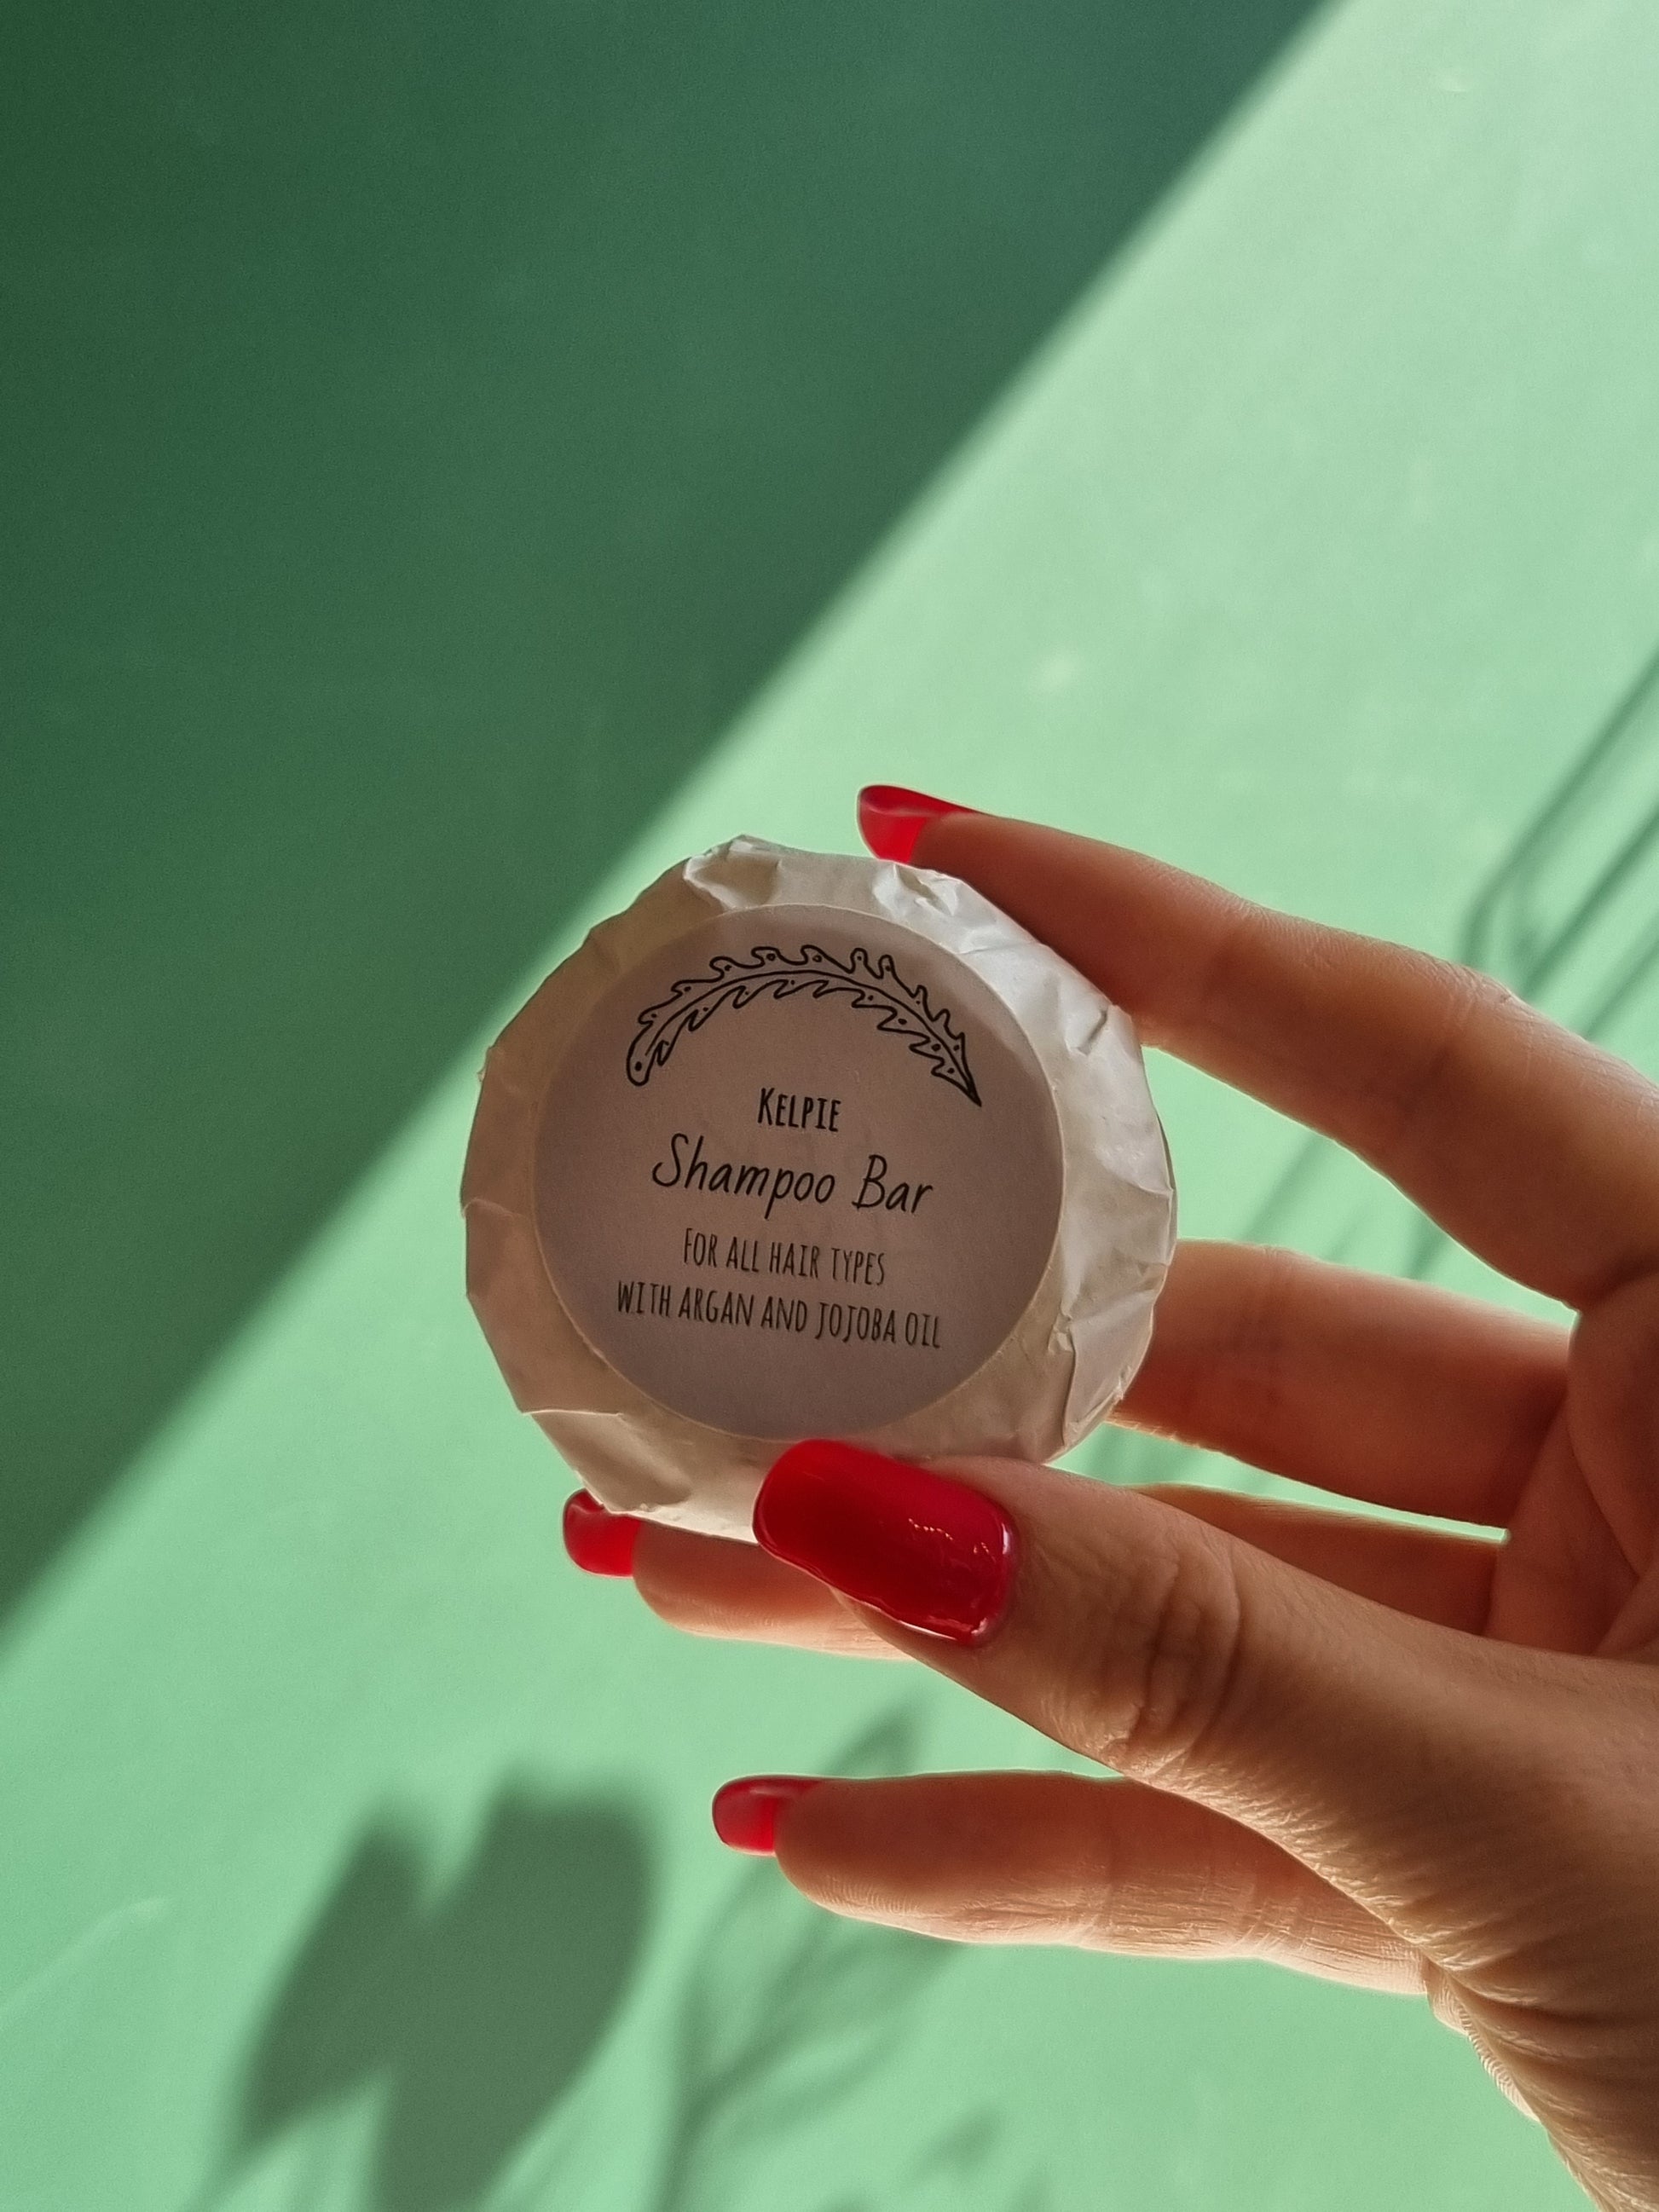 KELPIE
Shampoo Bar
FOR ALL HAIR TYPES
WITH ARGAN AND JOJOBA OIL